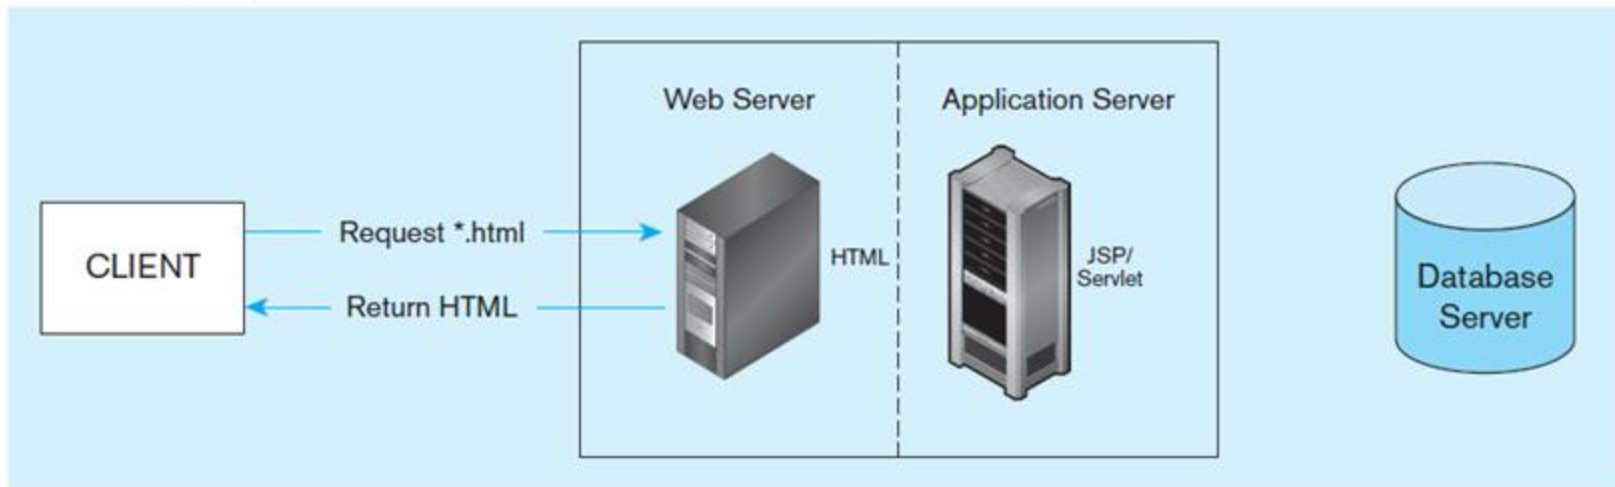 Web Server
Application Server
CLIENT
Request *.html
Return HTML
HTML
JSP/
Servlet
Database
Server